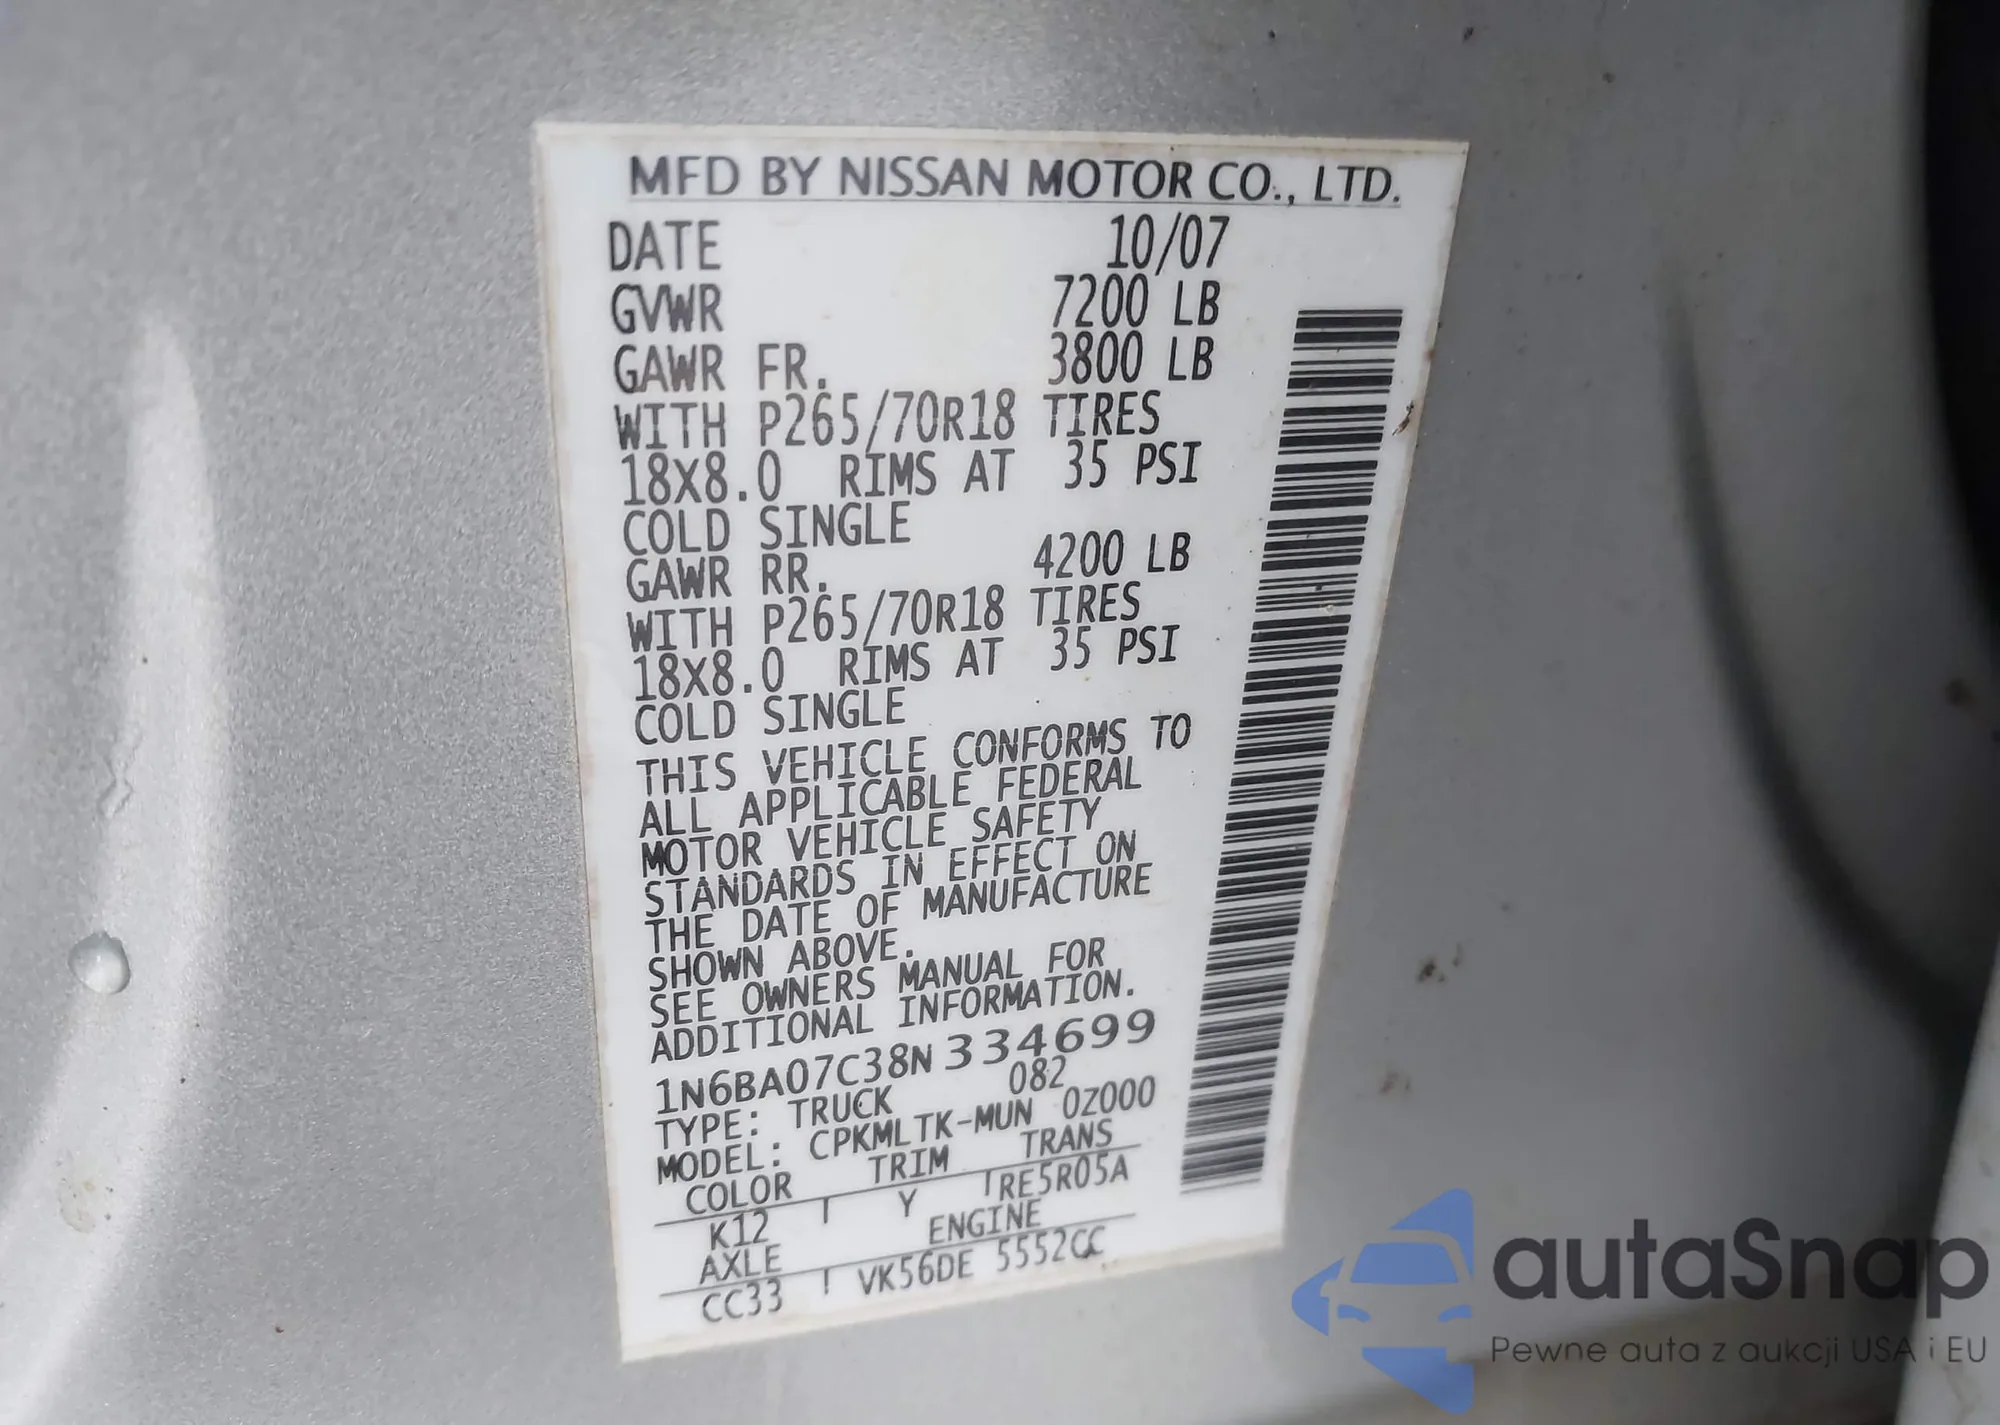 MFD BY NISSAN MOTOR CO., LTD.
DATE 10/07
GVWR 7200 LB
GAWR FR. 3800 LB
WITH P265/70R18 TIRES
18X8.0 RIMS AT 35 PSI
COLD SINGLE
GAWR RR. 4200 LB
WITH P265/70R18 TIRES
18X8.0 RIMS AT 35 PSI
COLD SINGLE
THIS VEHICLE CONFORMS TO
ALL APPLICABLE FEDERAL
MOTOR VEHICLE SAFETY
STANDARDS IN EFFECT ON
THE DATE OF MANUFACTURE
SHOWN ABOVE.
SEE OWNERS MANUAL FOR
ADDITIONAL INFORMATION.
1N6BA07C38N334699
TYPE: TRUCK 082
MODEL: CPKMLTK-MUN 0Z000
COLOR TRIM TRANS
K12 Y RE5R05A
AXLE ENGINE
CC33 VK56DE 5552CC
autaSnap
Pewne auta z aukcji USA i EU